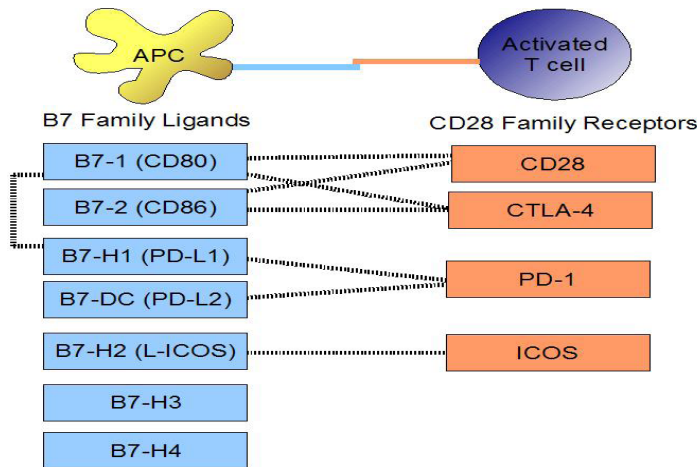 APC
Activated
T cell
B7 Family Ligands
CD28 Family Receptors
B7-1 (CD80)
CD28
B7-2 (CD86)
CTLA-4
B7-H1 (PD-L1)
PD-1
B7-DC (PD-L2)
B7-H2 (L-ICOS)
ICOS
B7-H3
B7-H4